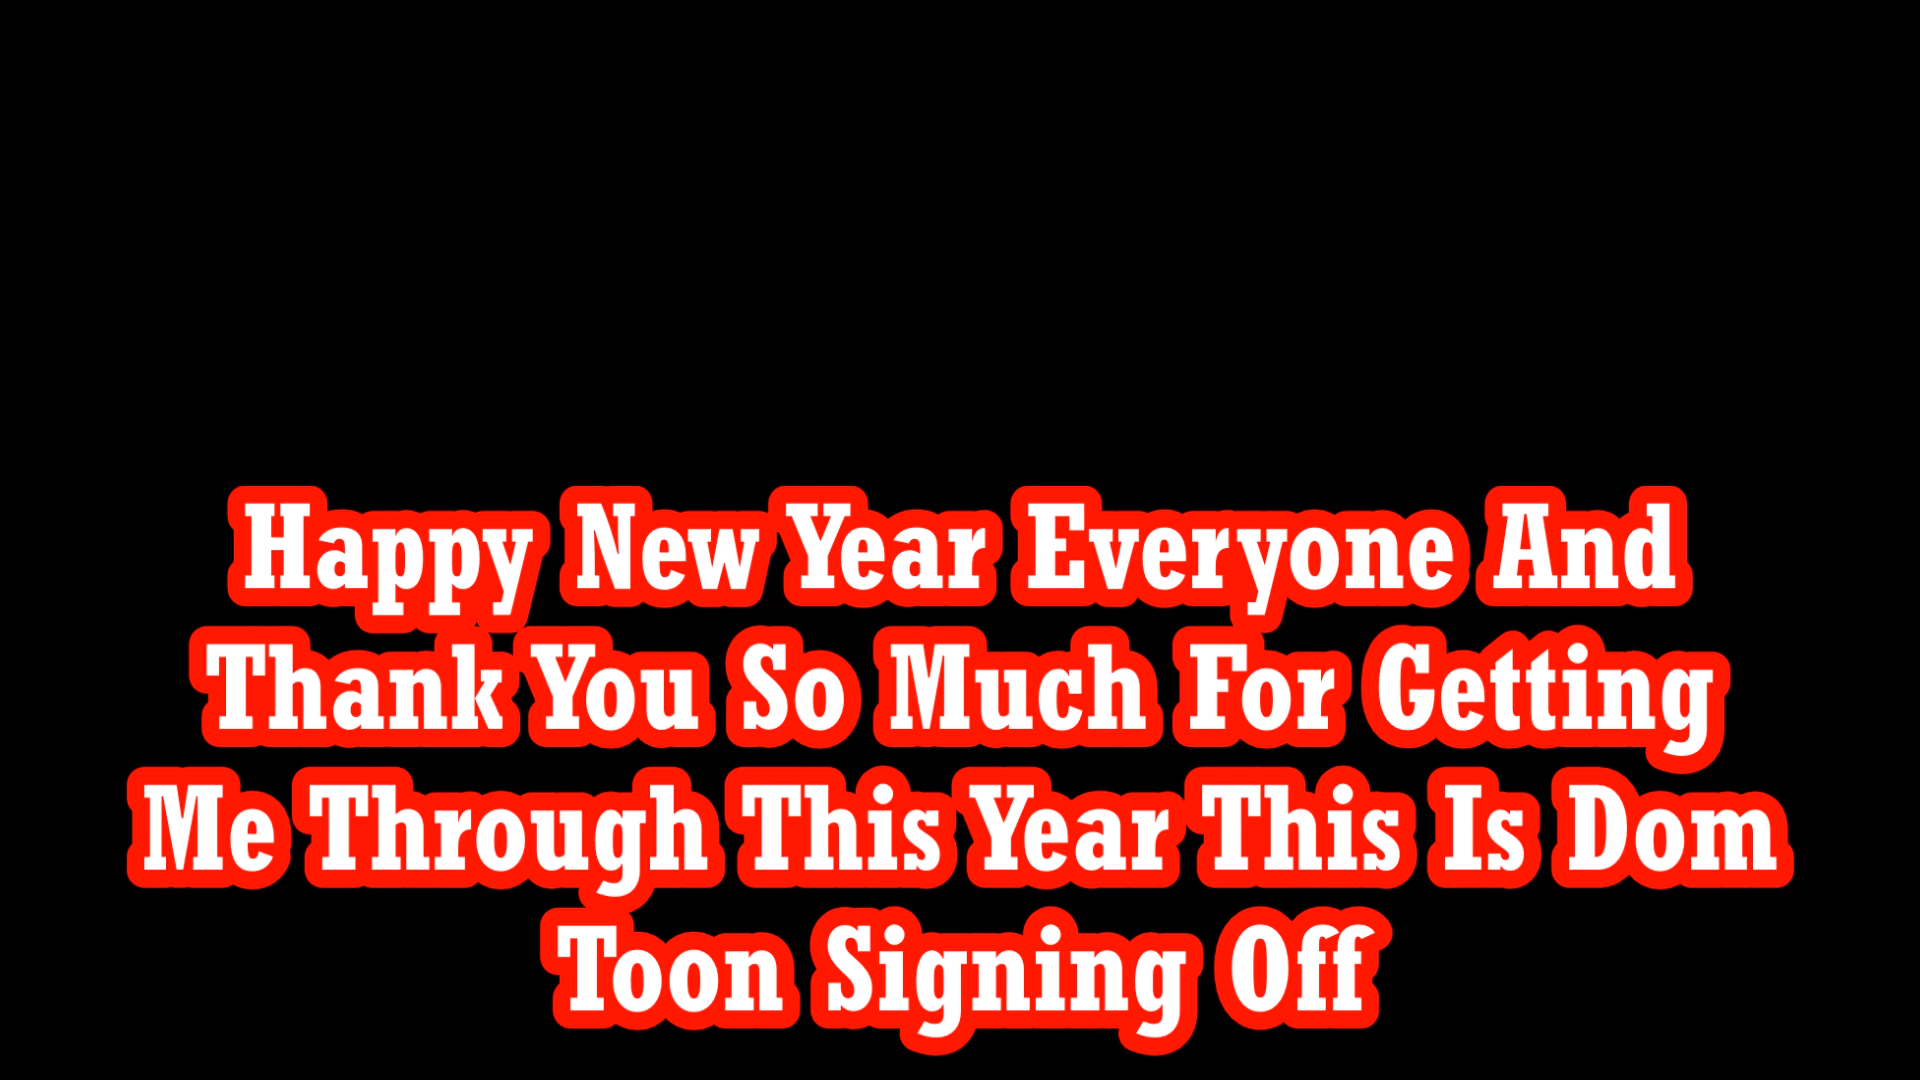 Happy New Year Everyone And
Thank You So Much For Getting
Me Through This Year This Is Dom
Toon Signing Off